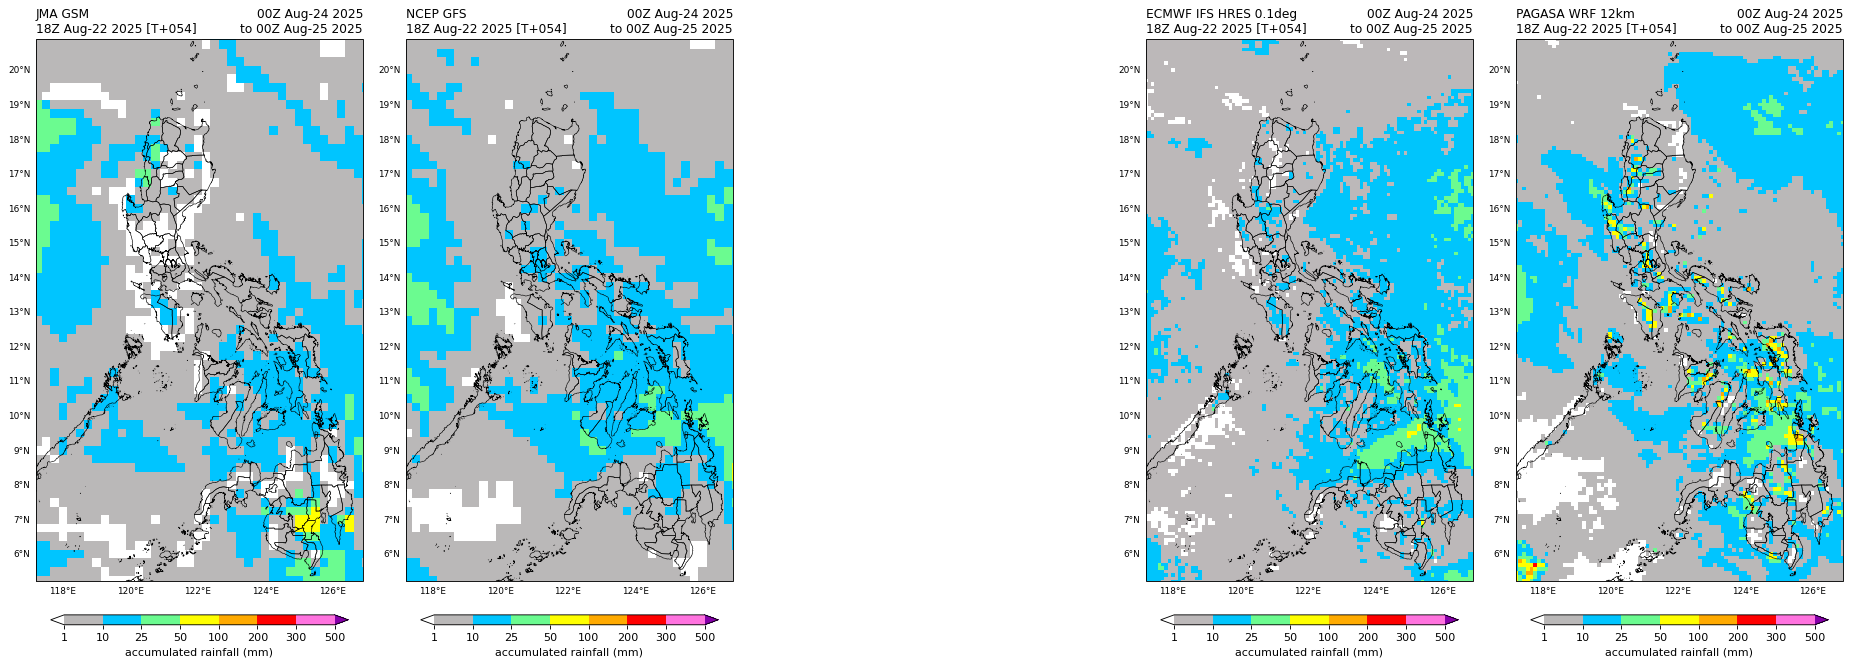 JMA GSM
00Z Aug-24 2025
18Z Aug-22 2025 [T+054]
to 00Z Aug-25 2025
20°N
19°N
18°N
17°N
16°N
15°N
14°N
13°N
12°N
11°N
10°N
9°N
8°N
7°N
6°N
118°E 120°E 122°E 124°E 126°E
1 10 25 50 100 200 300 500
accumulated rainfall (mm)
NCEP GFS
00Z Aug-24 2025
18Z Aug-22 2025 [T+054]
to 00Z Aug-25 2025
20°N
19°N
18°N
17°N
16°N
15°N
14°N
13°N
12°N
11°N
10°N
9°N
8°N
7°N
6°N
118°E 120°E 122°E 124°E 126°E
1 10 25 50 100 200 300 500
accumulated rainfall (mm)
ECMWF IFS HRES 0.1deg
00Z Aug-24 2025
18Z Aug-22 2025 [T+054]
to 00Z Aug-25 2025
20°N
19°N
18°N
17°N
16°N
15°N
14°N
13°N
12°N
11°N
10°N
9°N
8°N
7°N
6°N
118°E 120°E 122°E 124°E 126°E
1 10 25 50 100 200 300 500
accumulated rainfall (mm)
PAGASA WRF 12km
00Z Aug-24 2025
18Z Aug-22 2025 [T+054]
to 00Z Aug-25 2025
20°N
19°N
18°N
17°N
16°N
15°N
14°N
13°N
12°N
11°N
10°N
9°N
8°N
7°N
6°N
118°E 120°E 122°E 124°E 126°E
1 10 25 50 100 200 300 500
accumulated rainfall (mm)